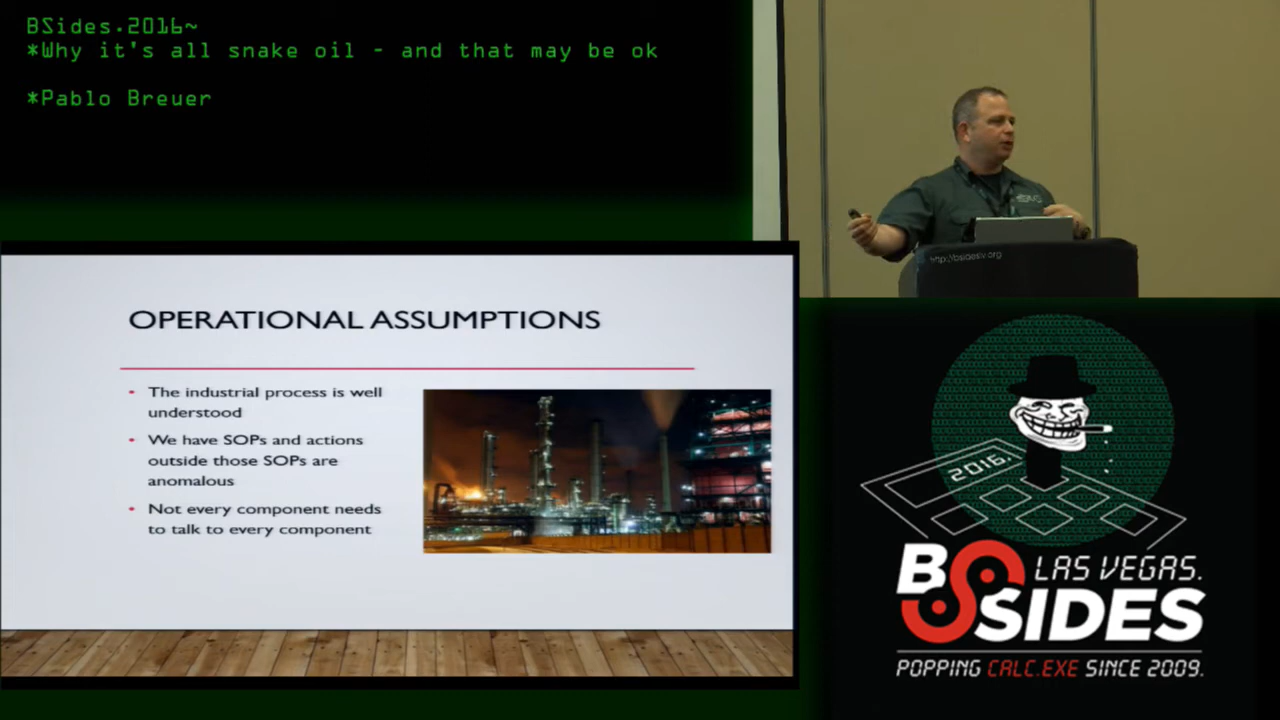 BSides.2016~
*Why it's all snake oil - and that may be ok
*Pablo Breuer
http://bsideslv.org
OPERATIONAL ASSUMPTIONS
• The industrial process is well
understood
• We have SOPs and actions
outside those SOPs are
anomalous
• Not every component needs
to talk to every component
2016.
BSIDES
LAS VEGAS.
POPPING CALC.EXE SINCE 2009.